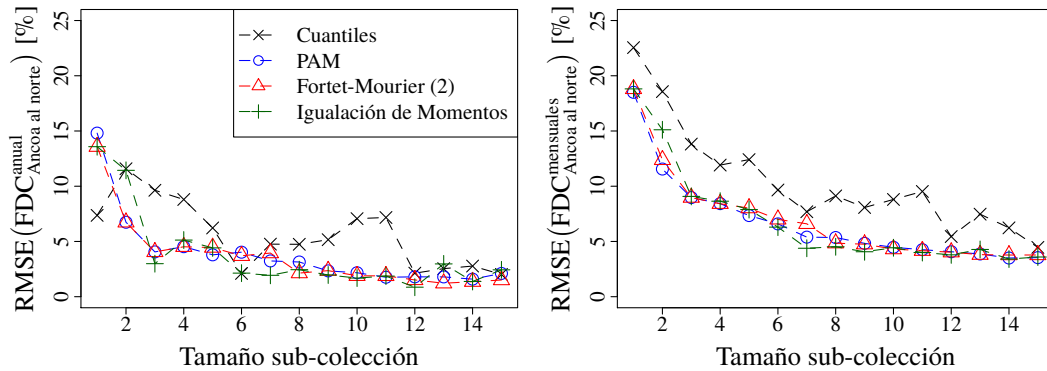 RMSE(FDC^anual_Ancoa al norte) [%]
25
20
15
10
5
0
Cuantiles
PAM
Fortet-Mourier (2)
Igualación de Momentos
2 4 6 8 10 12 14
Tamaño sub-colección
RMSE(FDC^mensuales_Ancoa al norte) [%]
25
20
15
10
5
0
2 4 6 8 10 12 14
Tamaño sub-colección